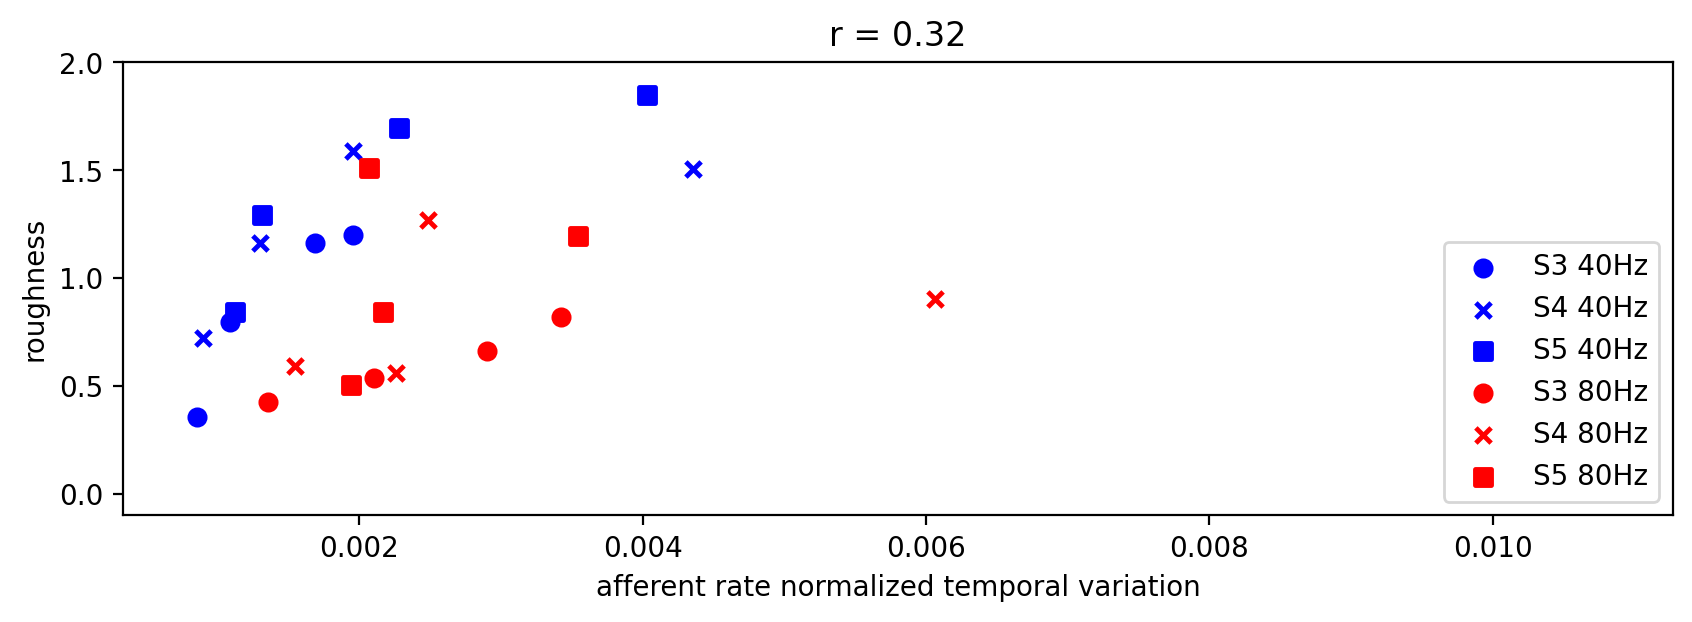 r = 0.32
2.0
1.5
1.0
0.5
0.0
roughness
S3 40Hz
S4 40Hz
S5 40Hz
S3 80Hz
S4 80Hz
S5 80Hz
0.002 0.004 0.006 0.008 0.010
afferent rate normalized temporal variation